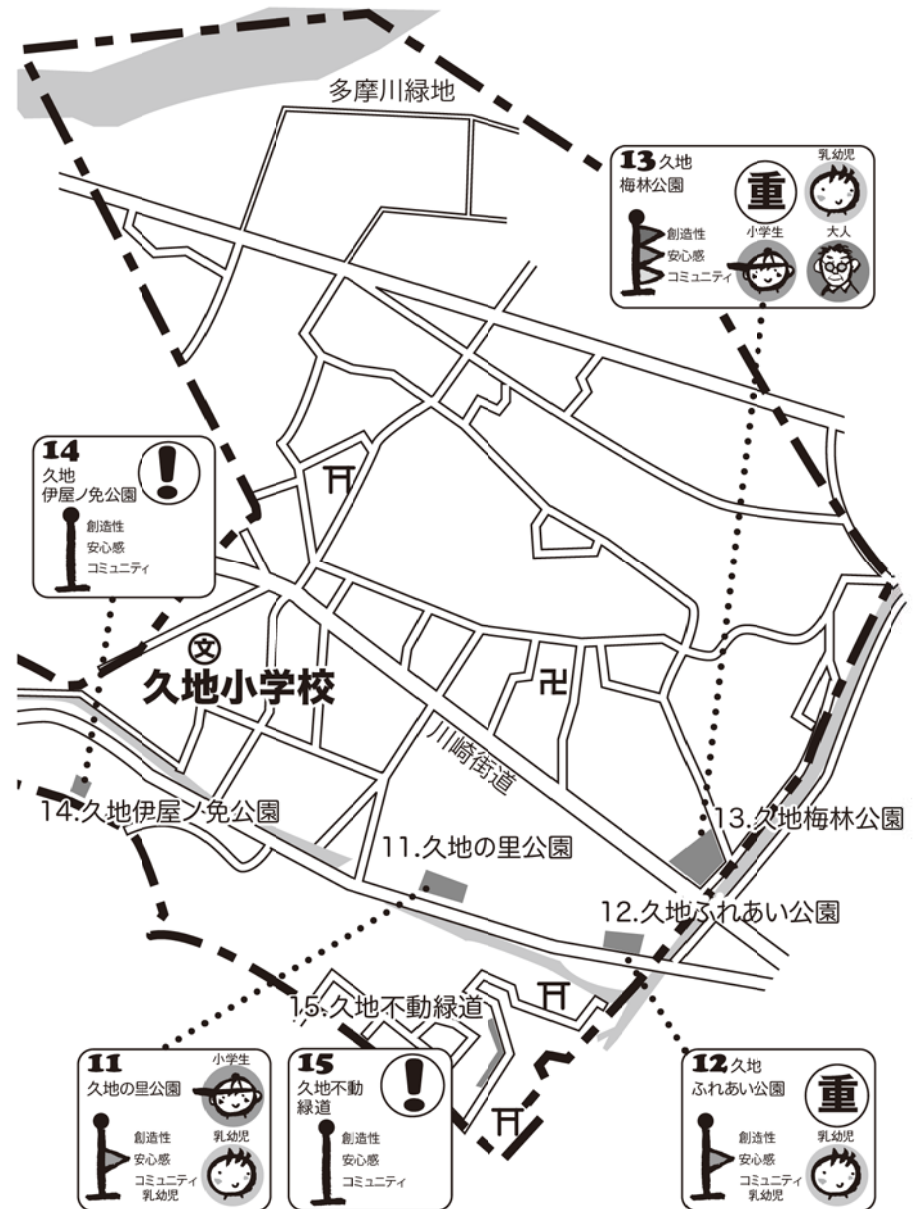 多摩川緑地
13 久地
梅林公園
重
乳幼児
小学生
大人
創造性
安心感
コミュニティ
14
久地
伊屋ノ免公園
!
創造性
安心感
コミュニティ
文
久地小学校
卍
川崎街道
14.久地伊屋ノ免公園
11.久地の里公園
13.久地梅林公園
12.久地ふれあい公園
15.久地不動緑道
11
久地の里公園
小学生
乳幼児
創造性
安心感
コミュニティ
乳幼児
15
久地不動
緑道
!
創造性
安心感
コミュニティ
12 久地
ふれあい公園
重
乳幼児
創造性
安心感
コミュニティ
乳幼児